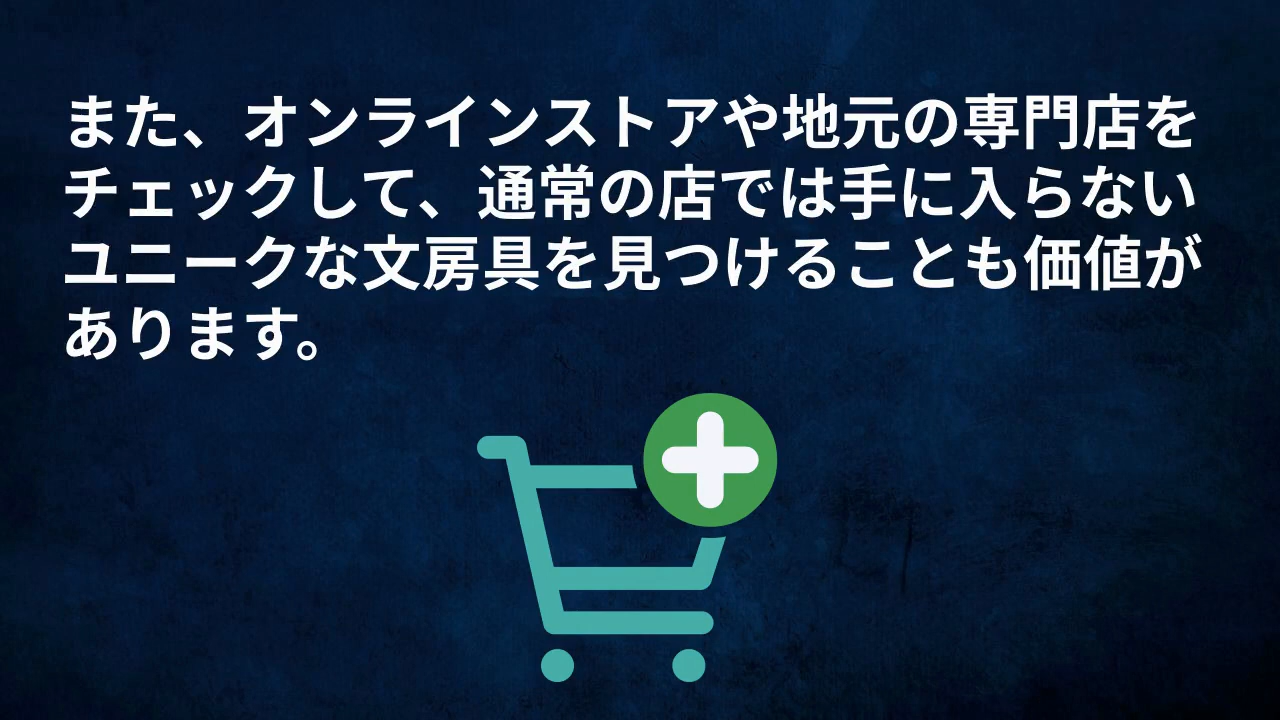 また、オンラインストアや地元の専門店を
チェックして、通常の店では手に入らない
ユニークな文房具を見つけることも価値が
あります。